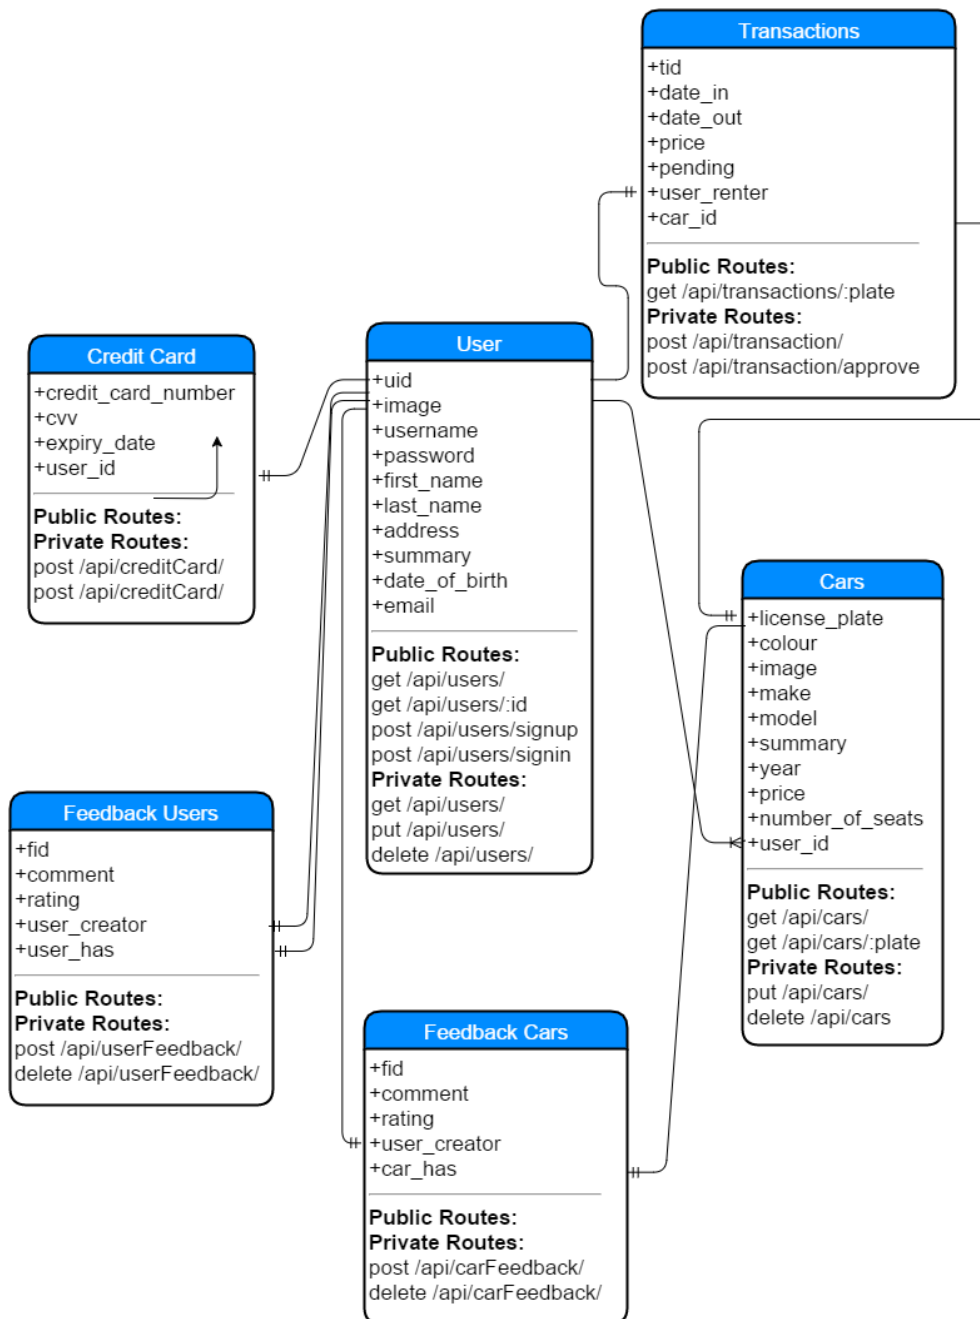 Transactions
+tid
+date_in
+date_out
+price
+pending
+user_renter
+car_id
Public Routes:
get /api/transactions/:plate
Private Routes:
post /api/transaction/
post /api/transaction/approve
Credit Card
+credit_card_number
+cvv
+expiry_date
+user_id
Public Routes:
Private Routes:
post /api/creditCard/
post /api/creditCard/
User
+uid
+image
+username
+password
+first_name
+last_name
+address
+summary
+date_of_birth
+email
Public Routes:
get /api/users/
get /api/users/:id
post /api/users/signup
post /api/users/signin
Private Routes:
get /api/users/
put /api/users/
delete /api/users/
Cars
+license_plate
+colour
+image
+make
+model
+summary
+year
+price
+number_of_seats
+user_id
Public Routes:
get /api/cars/
get /api/cars/:plate
Private Routes:
put /api/cars/
delete /api/cars
Feedback Users
+fid
+comment
+rating
+user_creator
+user_has
Public Routes:
Private Routes:
post /api/userFeedback/
delete /api/userFeedback/
Feedback Cars
+fid
+comment
+rating
+user_creator
+car_has
Public Routes:
Private Routes:
post /api/carFeedback/
delete /api/carFeedback/